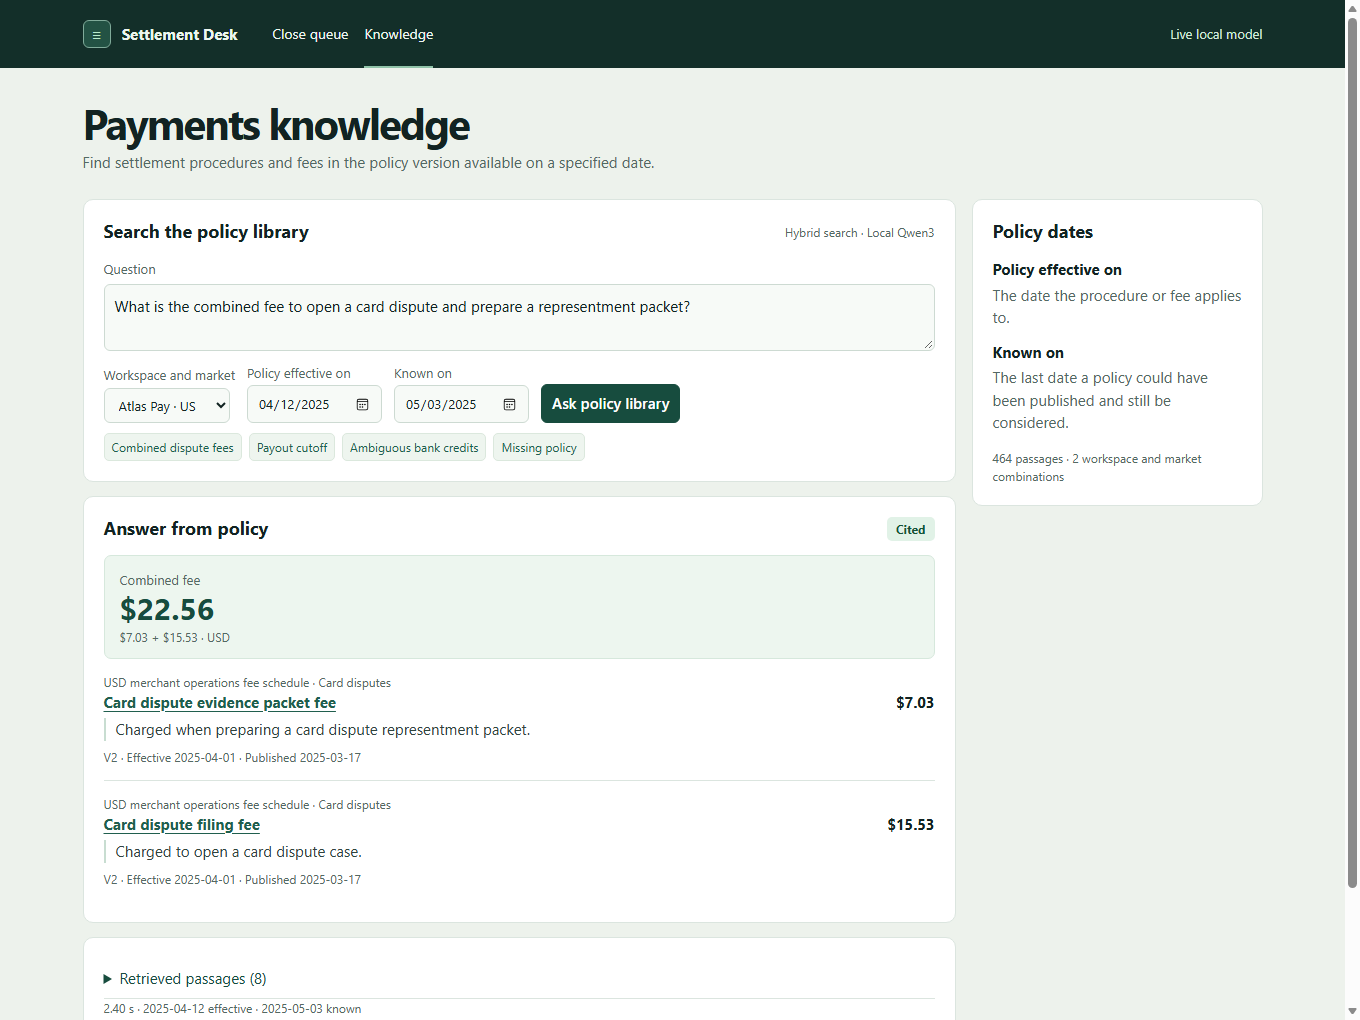 Settlement Desk
Close queue
Knowledge
Live local model
Payments knowledge
Find settlement procedures and fees in the policy version available on a specified date.
Search the policy library
Hybrid search · Local Qwen3
Question
What is the combined fee to open a card dispute and prepare a representment packet?
Workspace and market
Policy effective on
Known on
Atlas Pay · US
04/12/2025
05/03/2025
Ask policy library
Combined dispute fees
Payout cutoff
Ambiguous bank credits
Missing policy
Policy dates
Policy effective on
The date the procedure or fee applies
to.
Known on
The last date a policy could have
been published and still be
considered.
464 passages · 2 workspace and market
combinations
Answer from policy
Cited
Combined fee
$22.56
$7.03 + $15.53 · USD
USD merchant operations fee schedule · Card disputes
Card dispute evidence packet fee
$7.03
Charged when preparing a card dispute representment packet.
V2 · Effective 2025-04-01 · Published 2025-03-17
USD merchant operations fee schedule · Card disputes
Card dispute filing fee
$15.53
Charged to open a card dispute case.
V2 · Effective 2025-04-01 · Published 2025-03-17
Retrieved passages (8)
2.40 s · 2025-04-12 effective · 2025-05-03 known